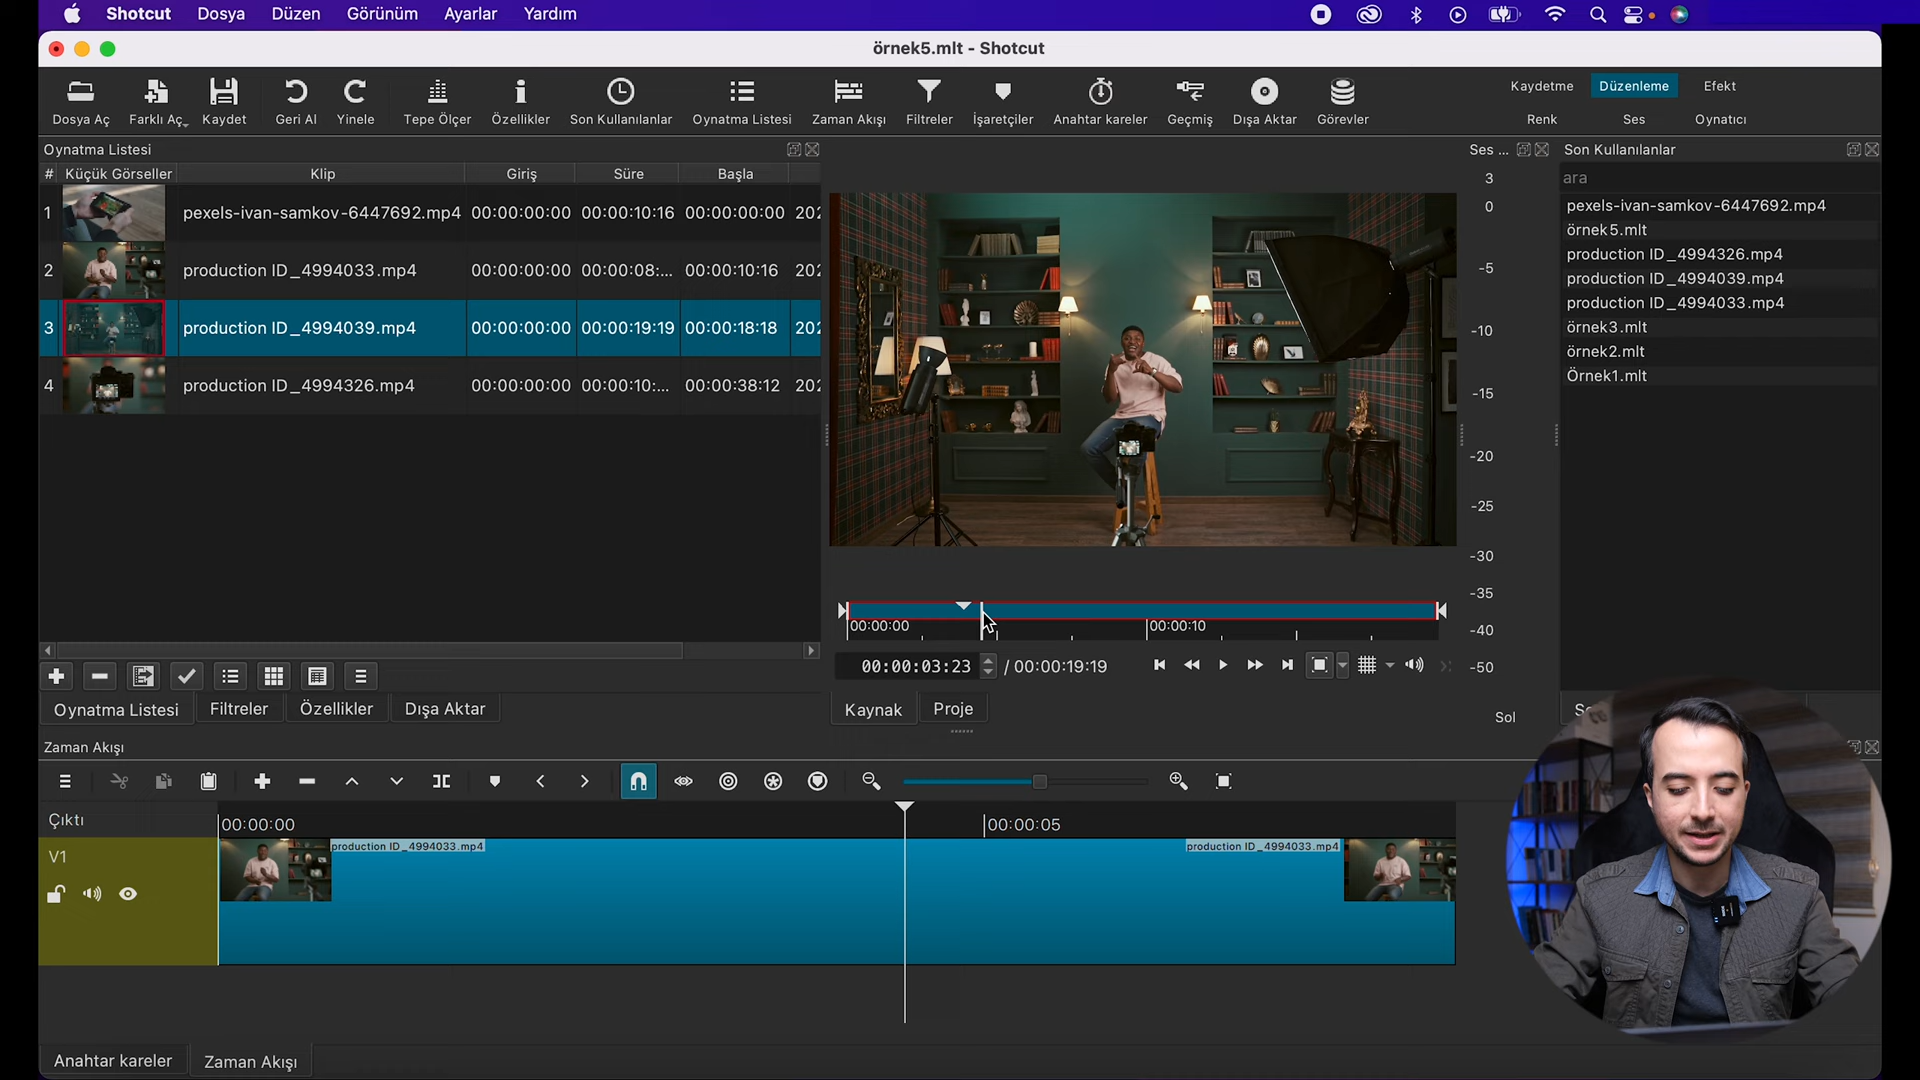 Shotcut Dosya Düzen Görünüm Ayarlar Yardım
örnek5.mlt - Shotcut
Dosya Aç Farklı Aç Kaydet Geri Al Yinele Tepe Ölçer Özellikler Son Kullanılanlar Oynatma Listesi Zaman Akışı Filtreler İşaretçiler Anahtar kareler Geçmiş Dışa Aktar Görevler
Kaydetme Düzenleme Efekt
Renk Ses Oynatıcı
Oynatma Listesi
# Küçük Görseller Klip Giriş Süre Başla
1 pexels-ivan-samkov-6447692.mp4 00:00:00:00 00:00:10:16 00:00:00:00 202
2 production ID_4994033.mp4 00:00:00:00 00:00:08:... 00:00:10:16 202
3 production ID_4994039.mp4 00:00:00:00 00:00:19:19 00:00:18:18 202
4 production ID_4994326.mp4 00:00:00:00 00:00:10:... 00:00:38:12 202
Oynatma Listesi Filtreler Özellikler Dışa Aktar
00:00:00 00:00:10
00:00:03:23 / 00:00:19:19
Kaynak Proje
Ses ...
3
0
-5
-10
-15
-20
-25
-30
-35
-40
-50
Sol
Son Kullanılanlar
ara
pexels-ivan-samkov-6447692.mp4
örnek5.mlt
production ID_4994326.mp4
production ID_4994039.mp4
production ID_4994033.mp4
örnek3.mlt
örnek2.mlt
Örnek1.mlt
Zaman Akışı
Çıktı
00:00:00 00:00:05
V1
production ID_4994033.mp4 production ID_4994033.mp4
Anahtar kareler Zaman Akışı